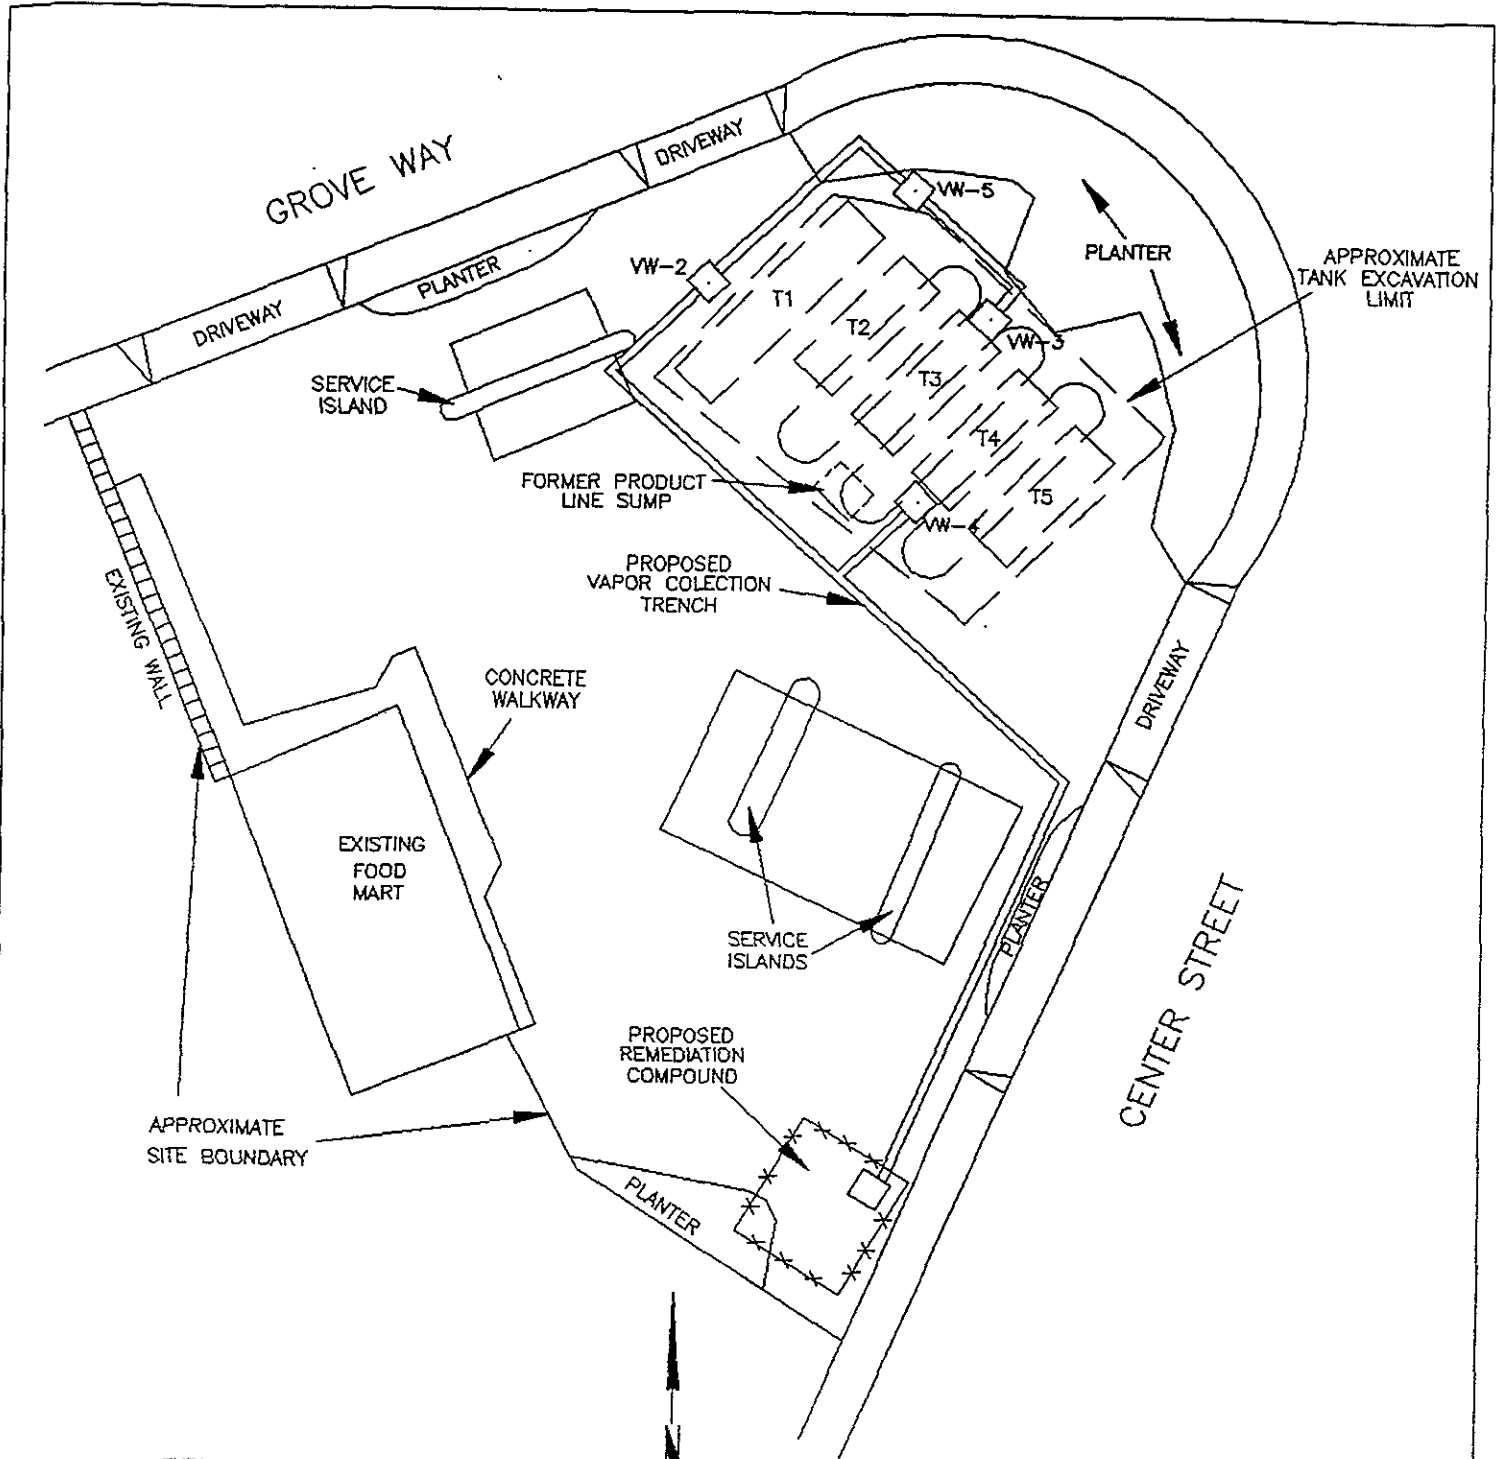 GROVE WAY
DRIVEWAY
DRIVEWAY
PLANTER
VW-5
VW-2
PLANTER
APPROXIMATE
TANK EXCAVATION
LIMIT
T1
T2
VW-3
T3
T4
T5
VW-4
SERVICE
ISLAND
FORMER PRODUCT
LINE SUMP
PROPOSED
VAPOR COLECTION
TRENCH
EXISTING WALL
CONCRETE
WALKWAY
DRIVEWAY
EXISTING
FOOD
MART
SERVICE
ISLANDS
PLANTER
CENTER STREET
PROPOSED
REMEDIATION
COMPOUND
APPROXIMATE
SITE BOUNDARY
PLANTER